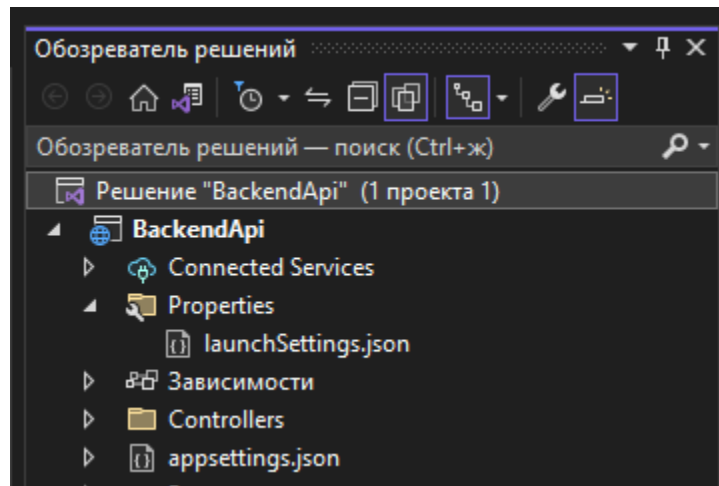 Обозреватель решений
Обозреватель решений — поиск (Ctrl+ж)
Решение "BackendApi" (1 проекта 1)
BackendApi
Connected Services
Properties
launchSettings.json
Зависимости
Controllers
appsettings.json